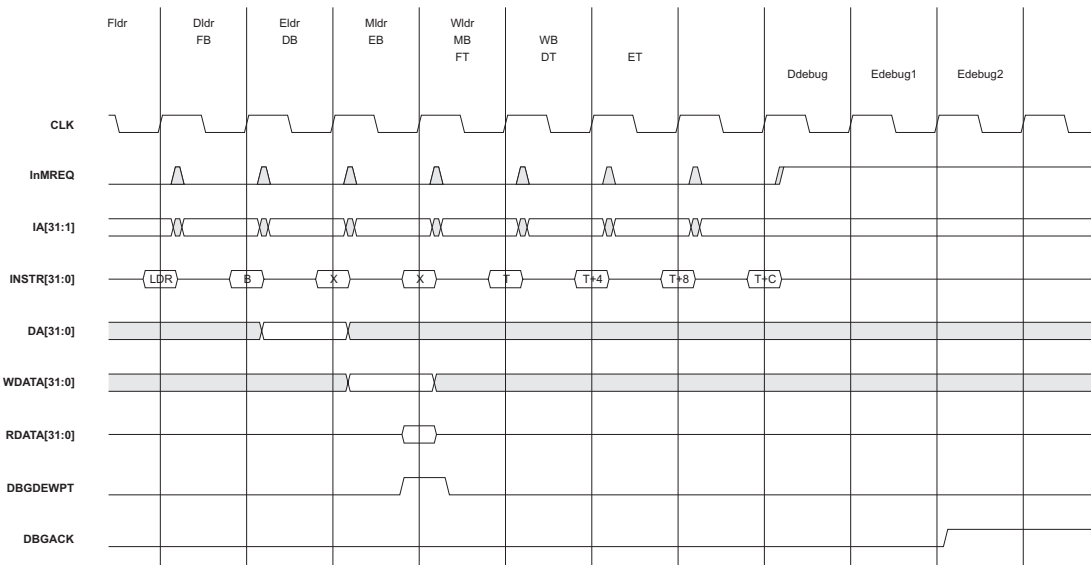 Fldr Dldr Eldr Mldr Wldr
FB DB EB MB WB
FT DT ET
Ddebug Edebug1 Edebug2
CLK
InMREQ
IA[31:1]
INSTR[31:0] LDR B X X T T+4 T+8 T+C
DA[31:0]
WDATA[31:0]
RDATA[31:0]
DBGDEWPT
DBGACK